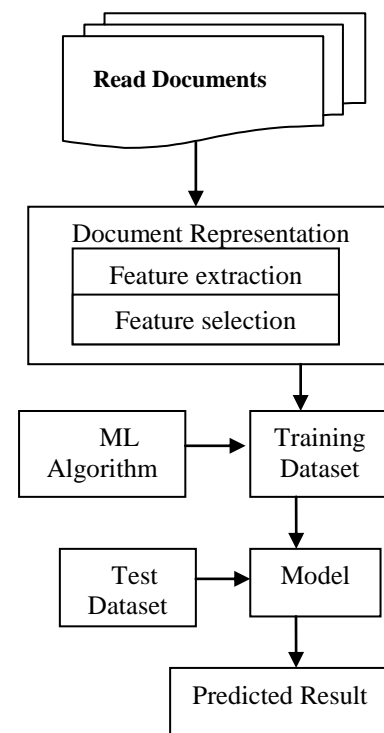 Read Documents
Document Representation
Feature extraction
Feature selection
ML
Algorithm
Training
Dataset
Test
Dataset
Model
Predicted Result